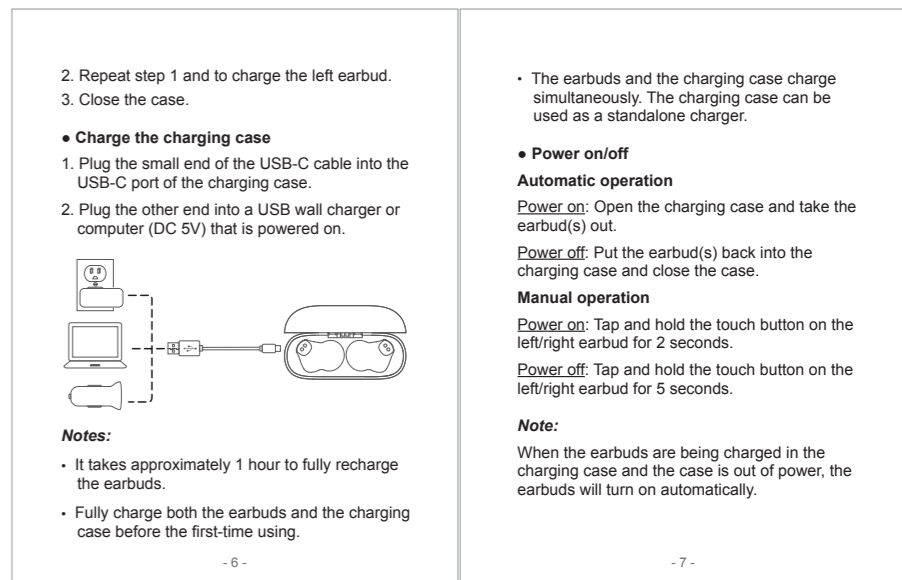 2. Repeat step 1 and to charge the left earbud.
3. Close the case.
● Charge the charging case
1. Plug the small end of the USB-C cable into the
USB-C port of the charging case.
2. Plug the other end into a USB wall charger or
computer (DC 5V) that is powered on.
Notes:
• It takes approximately 1 hour to fully recharge
the earbuds.
• Fully charge both the earbuds and the charging
case before the first-time using.
- 6 -
• The earbuds and the charging case charge
simultaneously. The charging case can be
used as a standalone charger.
● Power on/off
Automatic operation
Power on: Open the charging case and take the
earbud(s) out.
Power off: Put the earbud(s) back into the
charging case and close the case.
Manual operation
Power on: Tap and hold the touch button on the
left/right earbud for 2 seconds.
Power off: Tap and hold the touch button on the
left/right earbud for 5 seconds.
Note:
When the earbuds are being charged in the
charging case and the case is out of power, the
earbuds will turn on automatically.
- 7 -